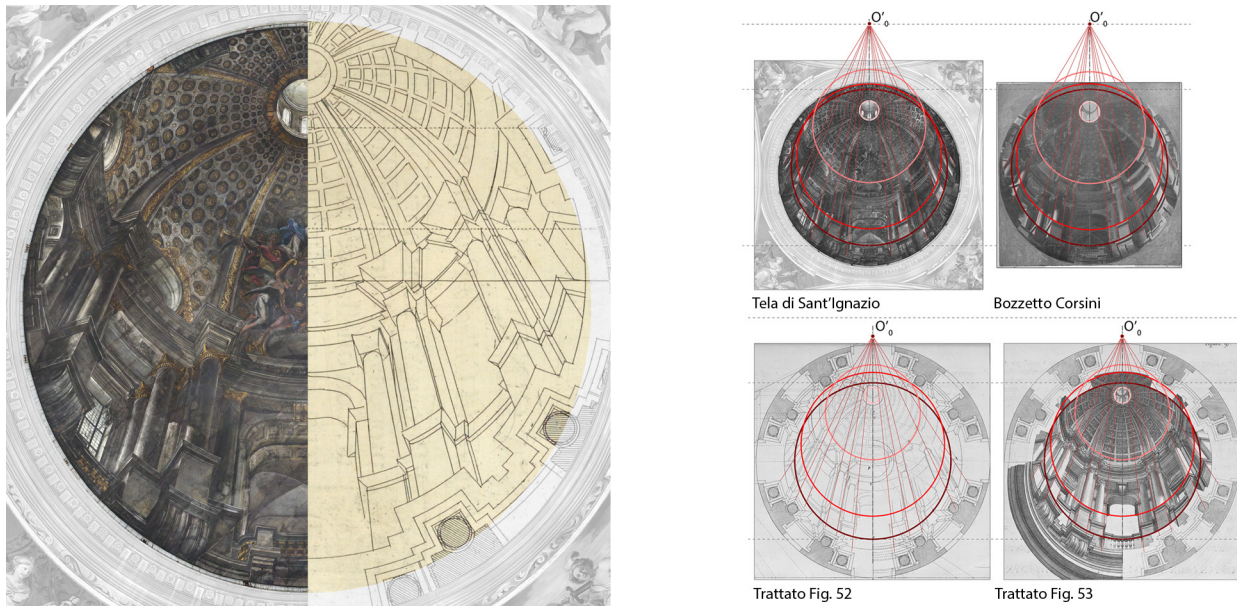 O'₀
O'₀
Tela di Sant'Ignazio
Bozzetto Corsini
O'₀
O'₀
Trattato Fig. 52
Trattato Fig. 53